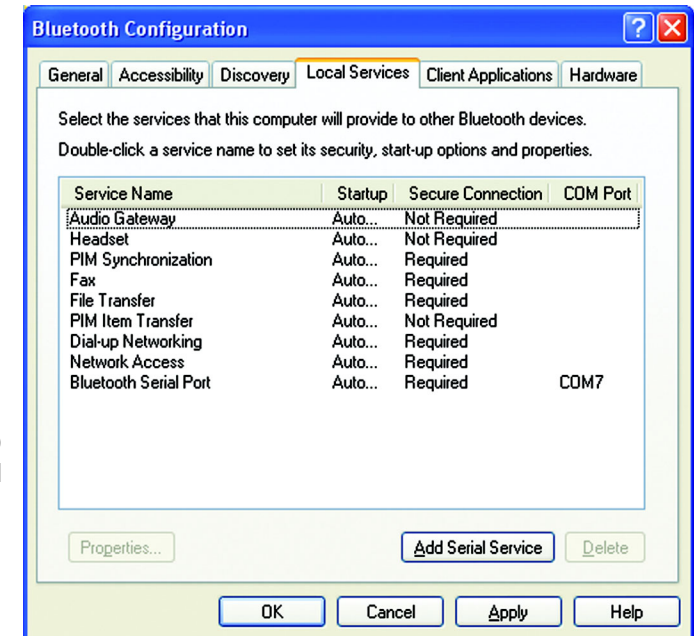 Bluetooth Configuration
General Accessibility Discovery Local Services Client Applications Hardware
Select the services that this computer will provide to other Bluetooth devices.
Double-click a service name to set its security, start-up options and properties.
Service Name Startup Secure Connection COM Port
Audio Gateway Auto... Not Required
Headset Auto... Not Required
PIM Synchronization Auto... Required
Fax Auto... Required
File Transfer Auto... Required
PIM Item Transfer Auto... Not Required
Dial-up Networking Auto... Required
Network Access Auto... Required
Bluetooth Serial Port Auto... Required COM7
Properties... Add Serial Service Delete
OK Cancel Apply Help